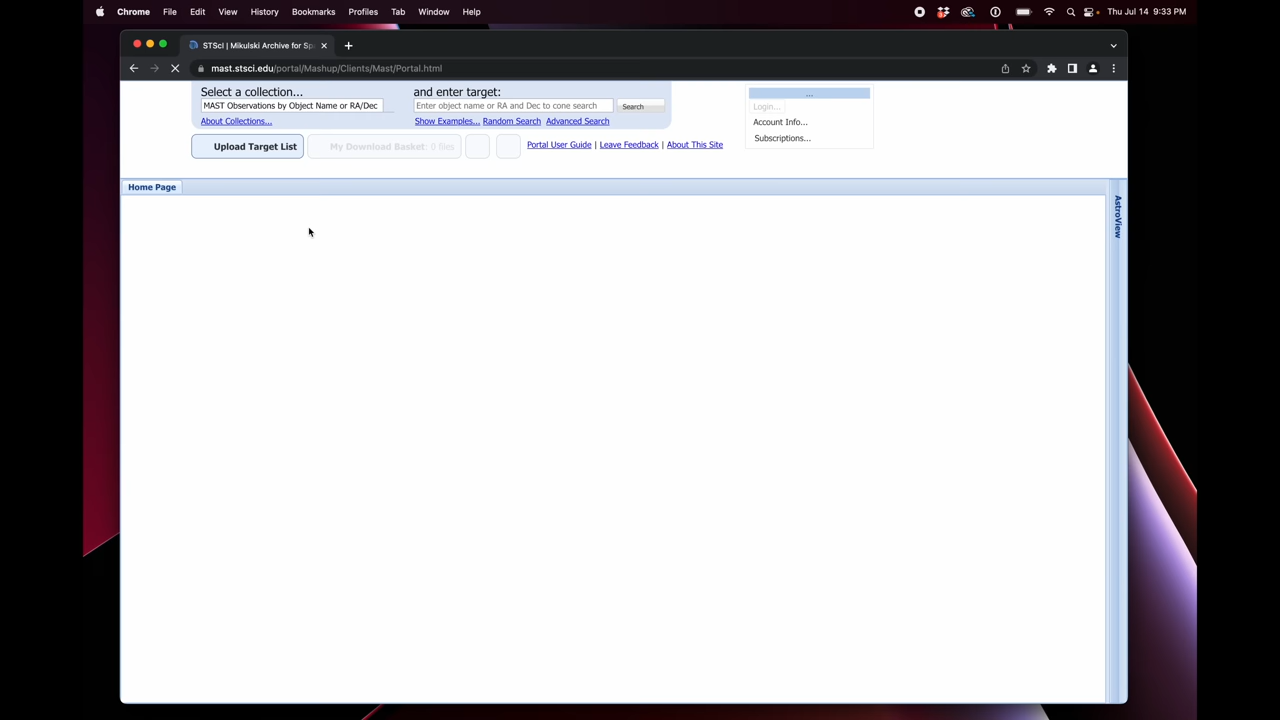 Chrome File Edit View History Bookmarks Profiles Tab Window Help Thu Jul 14 9:33 PM
STScI | Mikulski Archive for Sp
mast.stsci.edu/portal/Mashup/Clients/Mast/Portal.html
Select a collection... and enter target:
MAST Observations by Object Name or RA/Dec Enter object name or RA and Dec to cone search Search
About Collections... Show Examples... Random Search Advanced Search
Upload Target List My Download Basket: 0 files Portal User Guide | Leave Feedback | About This Site
...
Login...
Account Info...
Subscriptions...
Home Page
AstroView